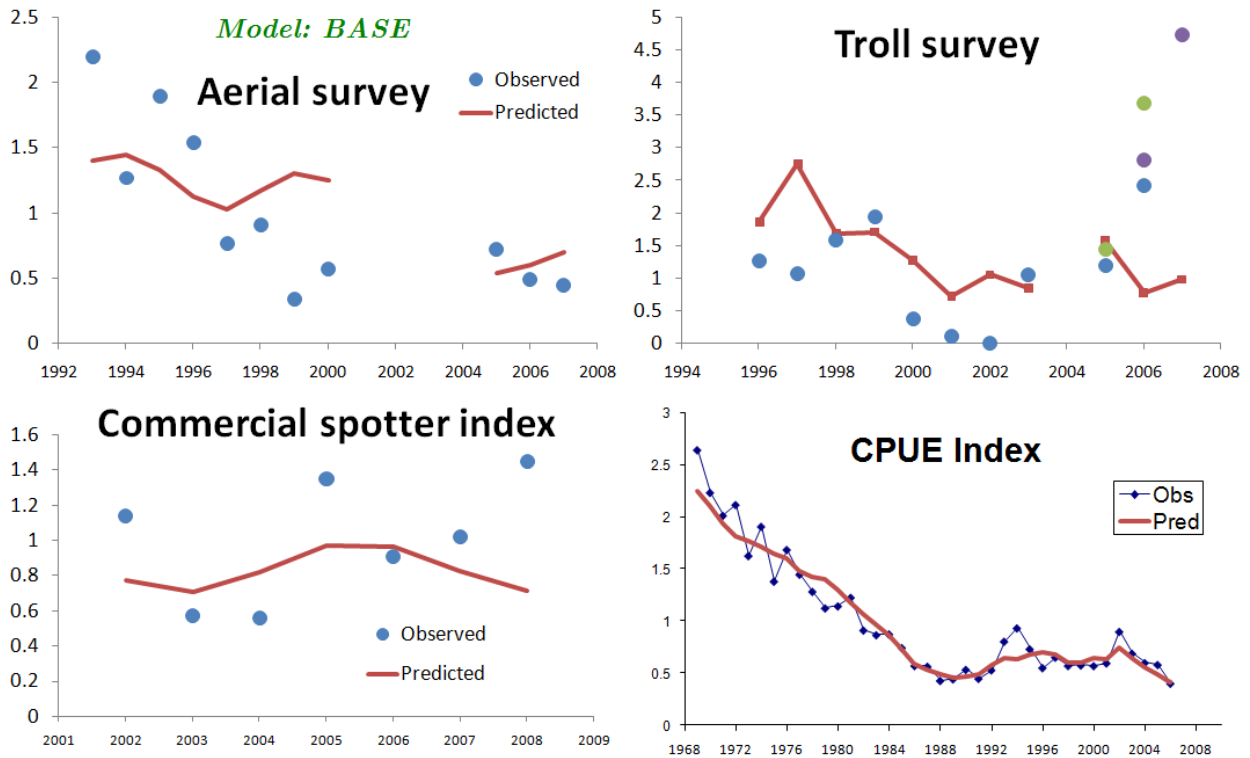 Model: BASE
Aerial survey
Observed
Predicted
2.5
2
1.5
1
0.5
0
1992 1994 1996 1998 2000 2002 2004 2006 2008
Troll survey
5
4.5
4
3.5
3
2.5
2
1.5
1
0.5
0
1994 1996 1998 2000 2002 2004 2006 2008
Commercial spotter index
1.6
1.4
1.2
1
0.8
0.6
0.4
0.2
0
Observed
Predicted
2001 2002 2003 2004 2005 2006 2007 2008 2009
CPUE Index
Obs
Pred
3
2.5
2
1.5
1
0.5
0
1968 1972 1976 1980 1984 1988 1992 1996 2000 2004 2008